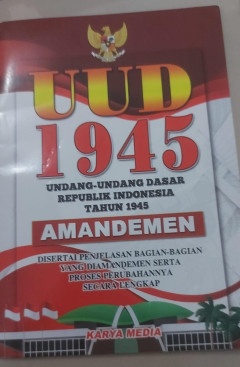 UUD
1945
UNDANG-UNDANG DASAR
REPUBLIK INDONESIA
TAHUN 1945
AMANDEMEN
DISERTAI PENJELASAN BAGIAN-BAGIAN
YANG DIAMANDEMEN SERTA
PROSES PERUBAHANNYA
SECARA LENGKAP
KARYA MEDIA